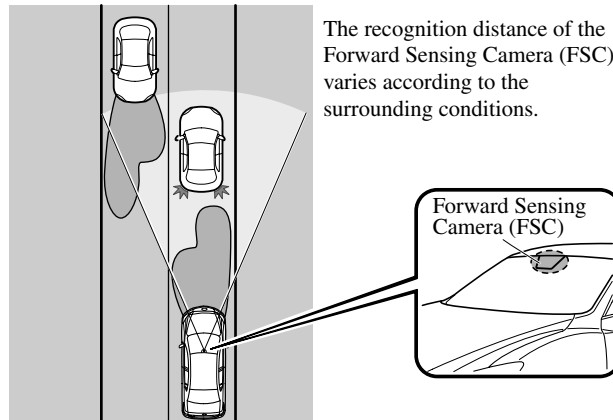 The recognition distance of the
Forward Sensing Camera (FSC)
varies according to the
surrounding conditions.
Forward Sensing
Camera (FSC)